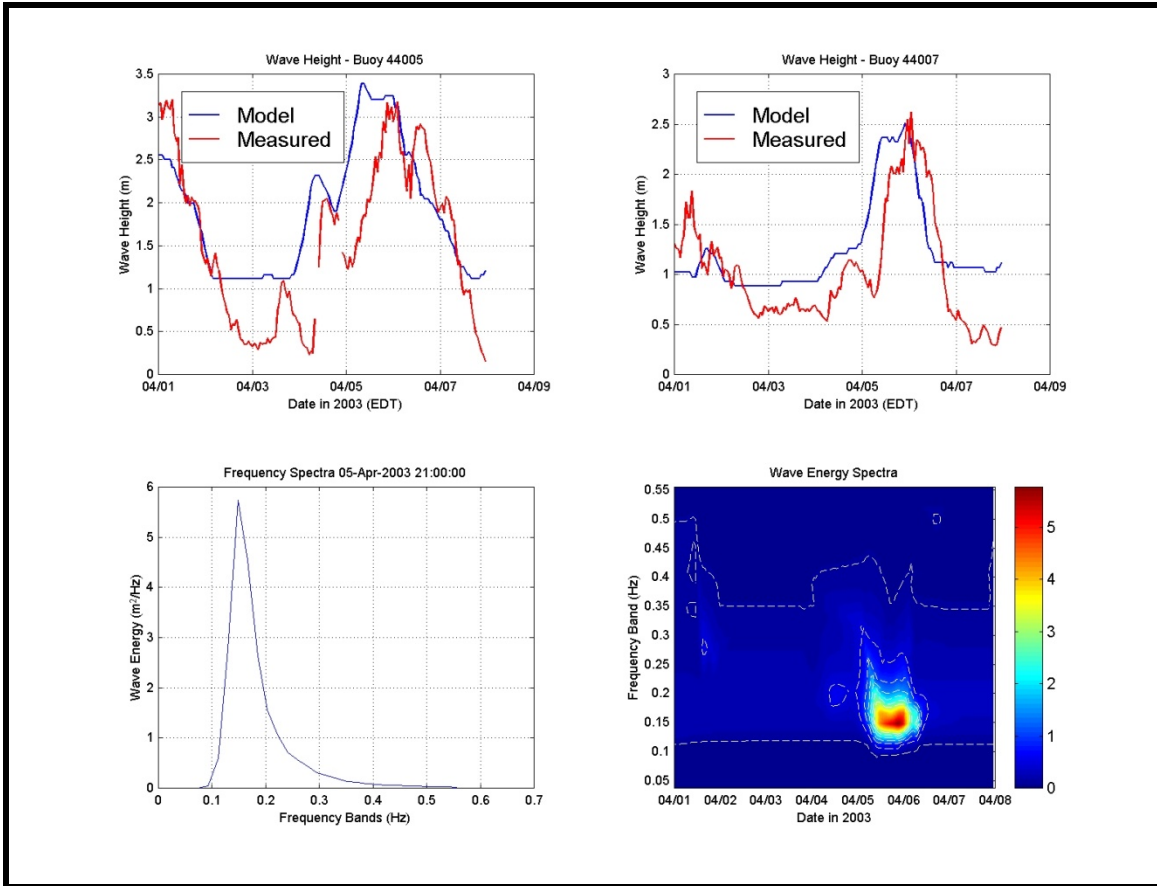 Wave Height - Buoy 44005
3.5
3
2.5
2
1.5
1
0.5
0
Wave Height (m)
Model
Measured
04/01 04/03 04/05 04/07 04/09
Date in 2003 (EDT)
Wave Height - Buoy 44007
3
2.5
2
1.5
1
0.5
0
Wave Height (m)
Model
Measured
04/01 04/03 04/05 04/07 04/09
Date in 2003 (EDT)
Frequency Spectra 05-Apr-2003 21:00:00
6
5
4
3
2
1
0
Wave Energy (m²/Hz)
0 0.1 0.2 0.3 0.4 0.5 0.6 0.7
Frequency Bands (Hz)
Wave Energy Spectra
0.55
0.5
0.45
0.4
0.35
0.3
0.25
0.2
0.15
0.1
0.05
Frequency Band (Hz)
04/01 04/02 04/03 04/04 04/05 04/06 04/07 04/08
Date in 2003
5
4
3
2
1
0